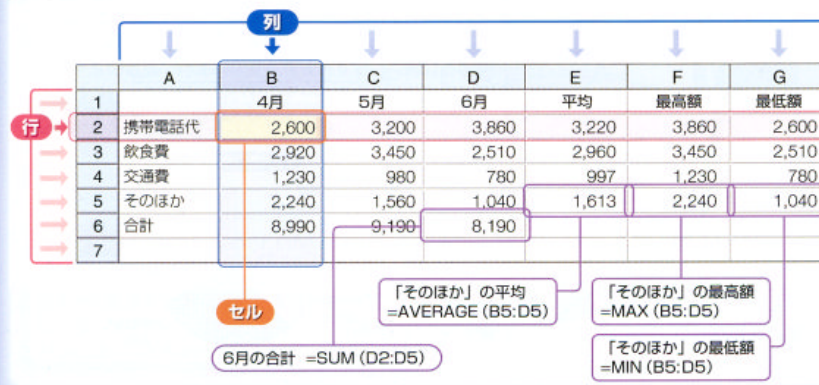 列
A B C D E F G
1 4月 5月 6月 平均 最高額 最低額
行
2 携帯電話代 2,600 3,200 3,860 3,220 3,860 2,600
3 飲食費 2,920 3,450 2,510 2,960 3,450 2,510
4 交通費 1,230 980 780 997 1,230 780
5 そのほか 2,240 1,560 1,040 1,613 2,240 1,040
6 合計 8,990 9,190 8,190
7
セル
「そのほか」の平均
=AVERAGE(B5:D5)
「そのほか」の最高額
=MAX(B5:D5)
6月の合計 =SUM(D2:D5)
「そのほか」の最低額
=MIN(B5:D5)